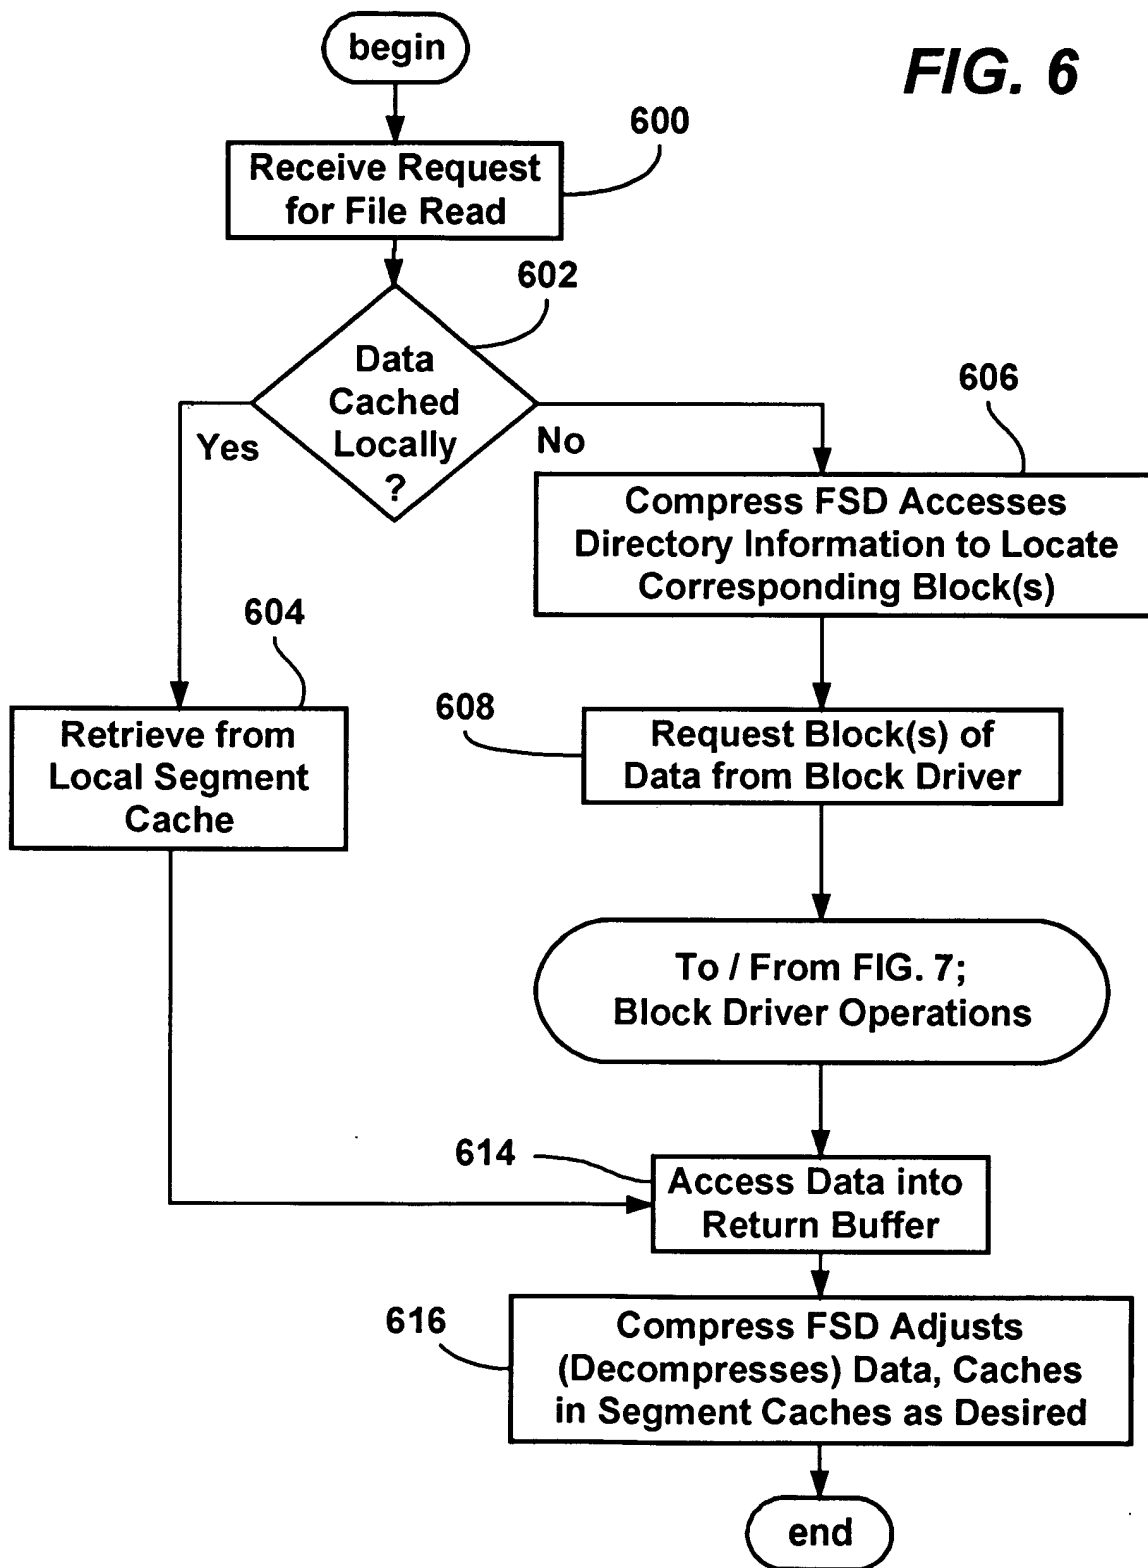 begin
FIG. 6
600
Receive Request
for File Read
602
Data
Cached
Locally
?
Yes
No
606
Compress FSD Accesses
Directory Information to Locate
Corresponding Block(s)
604
Retrieve from
Local Segment
Cache
608
Request Block(s) of
Data from Block Driver
To / From FIG. 7;
Block Driver Operations
614
Access Data into
Return Buffer
616
Compress FSD Adjusts
(Decompresses) Data, Caches
in Segment Caches as Desired
end